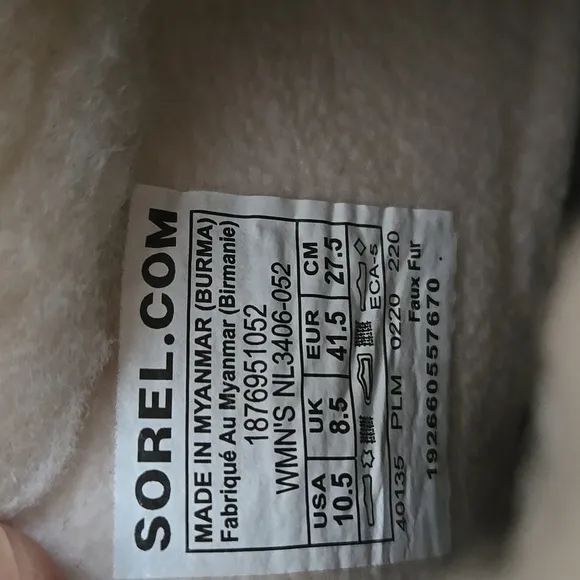 SOREL.COM
MADE IN MYANMAR (BURMA)
Fabriqué Au Myanmar (Birmanie)
1876951052
WMN'S NL3406-052
USA UK EUR CM
10.5 8.5 41.5 27.5
ECA-5
40135 PLM 0220 220
Faux Fur
192660557670